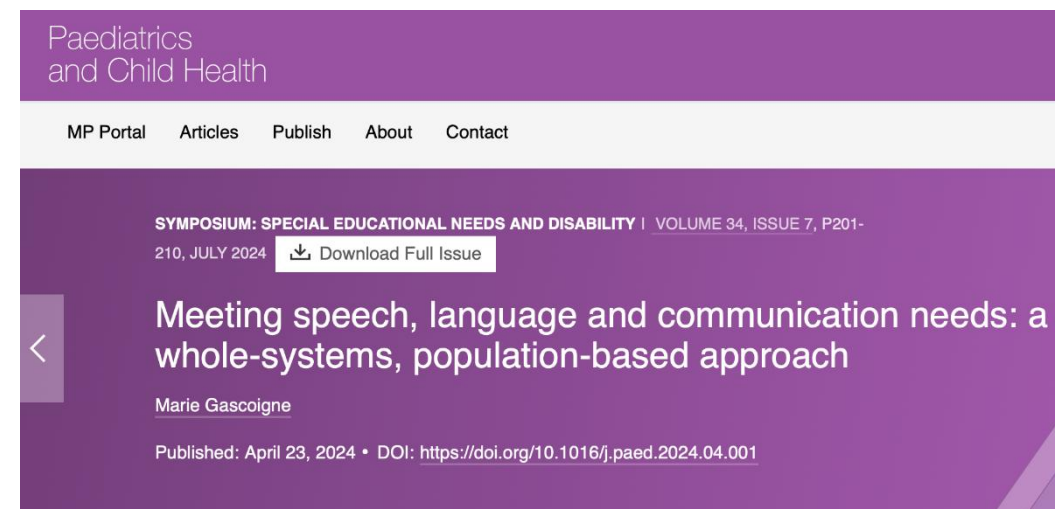 Paediatrics
and Child Health
MP Portal Articles Publish About Contact
SYMPOSIUM: SPECIAL EDUCATIONAL NEEDS AND DISABILITY | VOLUME 34, ISSUE 7, P201-
210, JULY 2024 Download Full Issue
Meeting speech, language and communication needs: a
whole-systems, population-based approach
Marie Gascoigne
Published: April 23, 2024 • DOI: https://doi.org/10.1016/j.paed.2024.04.001